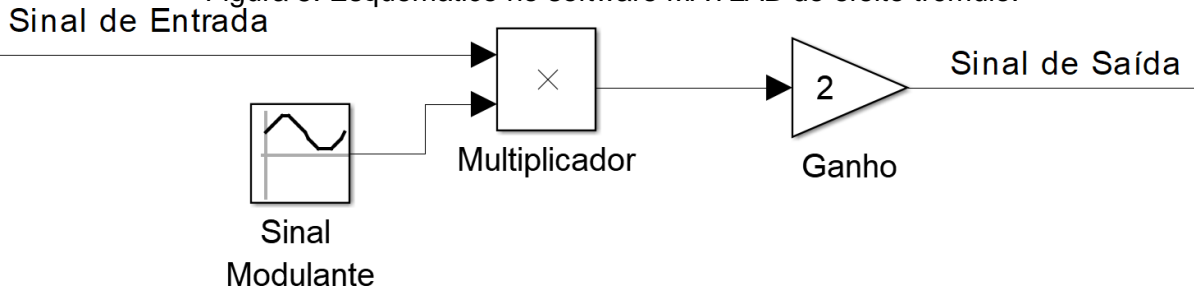 Sinal de Entrada
×
2
Sinal de Saída
Multiplicador
Ganho
Sinal
Modulante